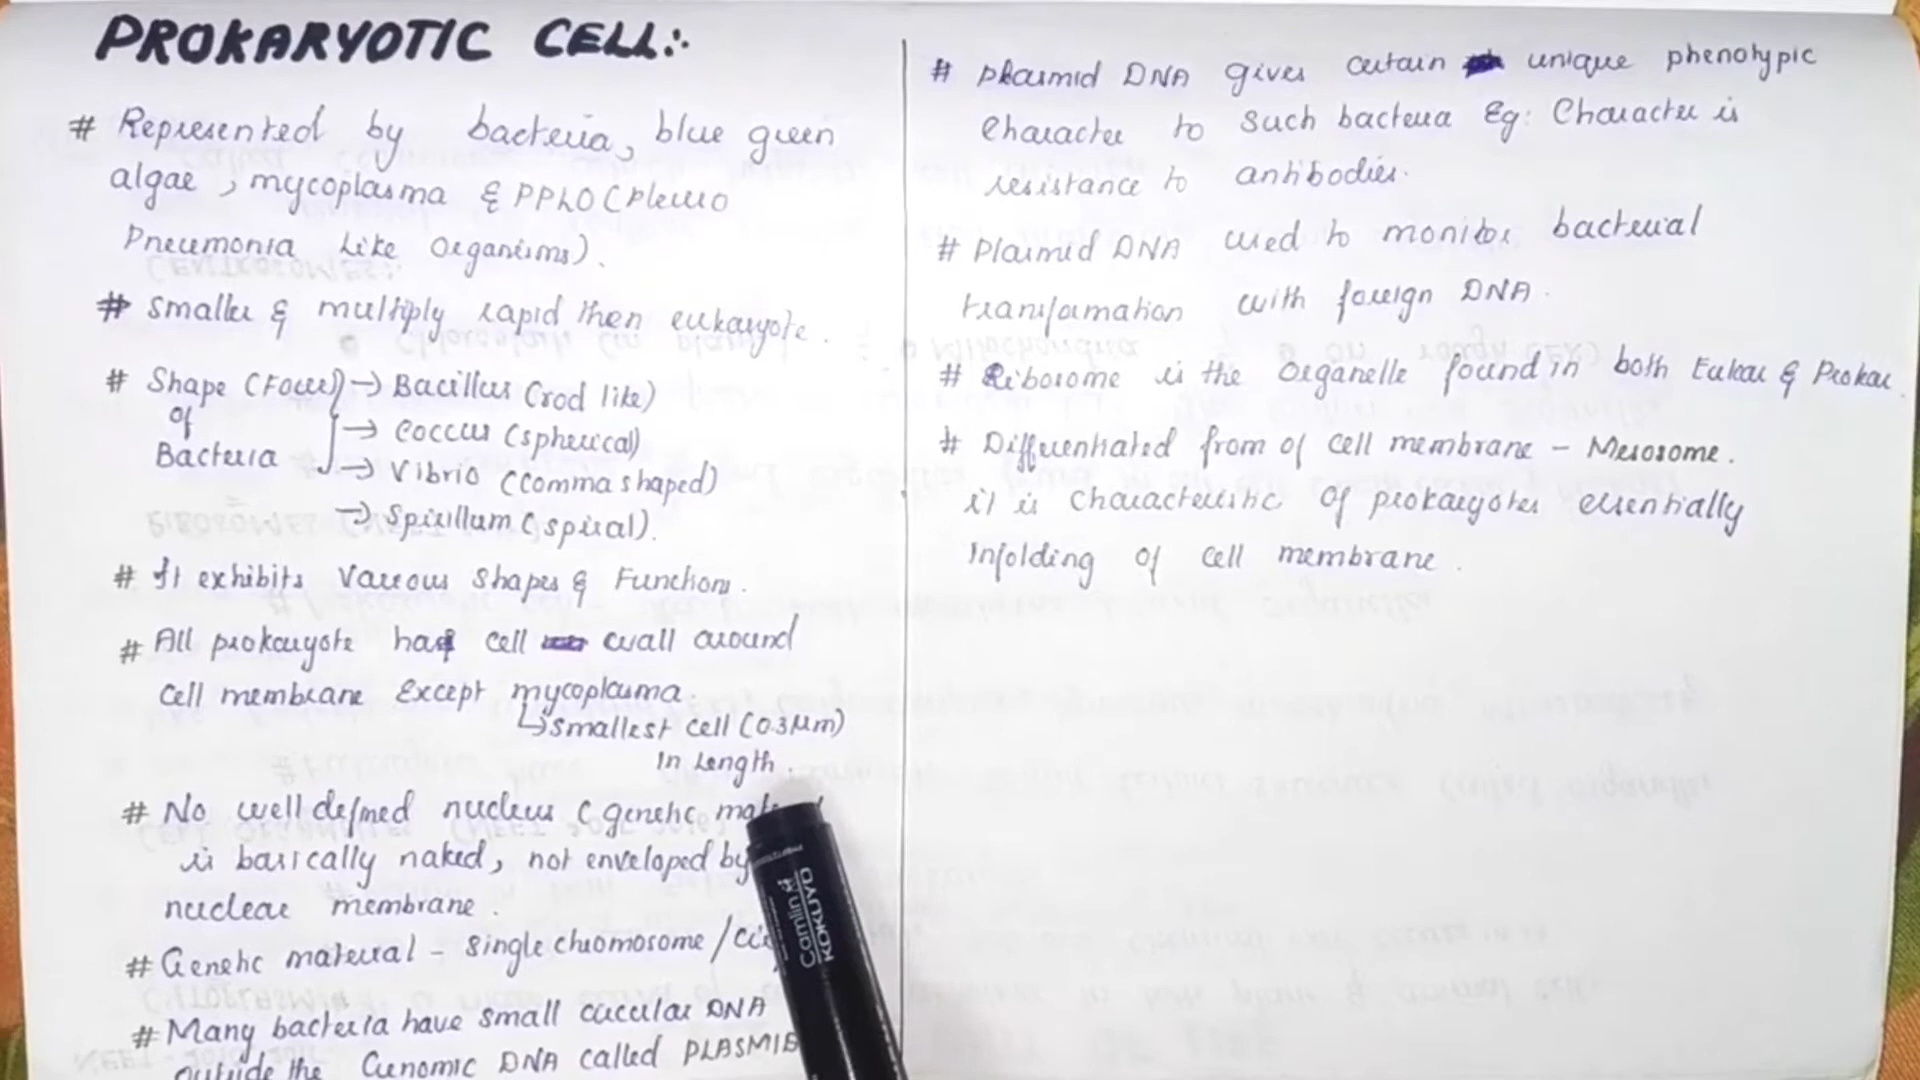 PROKARYOTIC CELL:
# Represented by bacteria, blue green
algae, mycoplasma & PPLO (Pleuro
Pneumonia Like Organisms).
# Smaller & multiply rapid then eukaryote.
# Shape (Four) → Bacillus (rod like)
of → Coccus (spherical)
Bacteria → Vibrio (Comma shaped)
→ Spirillum (spiral).
# It exhibits Various Shapes & Functions.
# All prokaryote has cell wall around
Cell membrane Except mycoplasma.
↳ Smallest cell (0.3μm)
In Length.
# No well defined nucleus (genetic
is basically naked, not enveloped by
nuclear membrane.
# Genetic material - Single chromosome /
# Many bacteria have small circular DNA
outside the Genomic DNA called PLASMID
# plasmid DNA gives certain unique phenotypic
Character to such bacteria Eg: Character is
resistance to antibodies.
# Plasmid DNA used to monitor bacterial
transformation with foreign DNA.
# Ribosome is the Organelle found in both Eukar & Prokar
# Differentiated from of cell membrane - Mesosome.
it is Characteristic of prokaryotes essentially
Infolding of cell membrane.
Camlin
KOKUYO